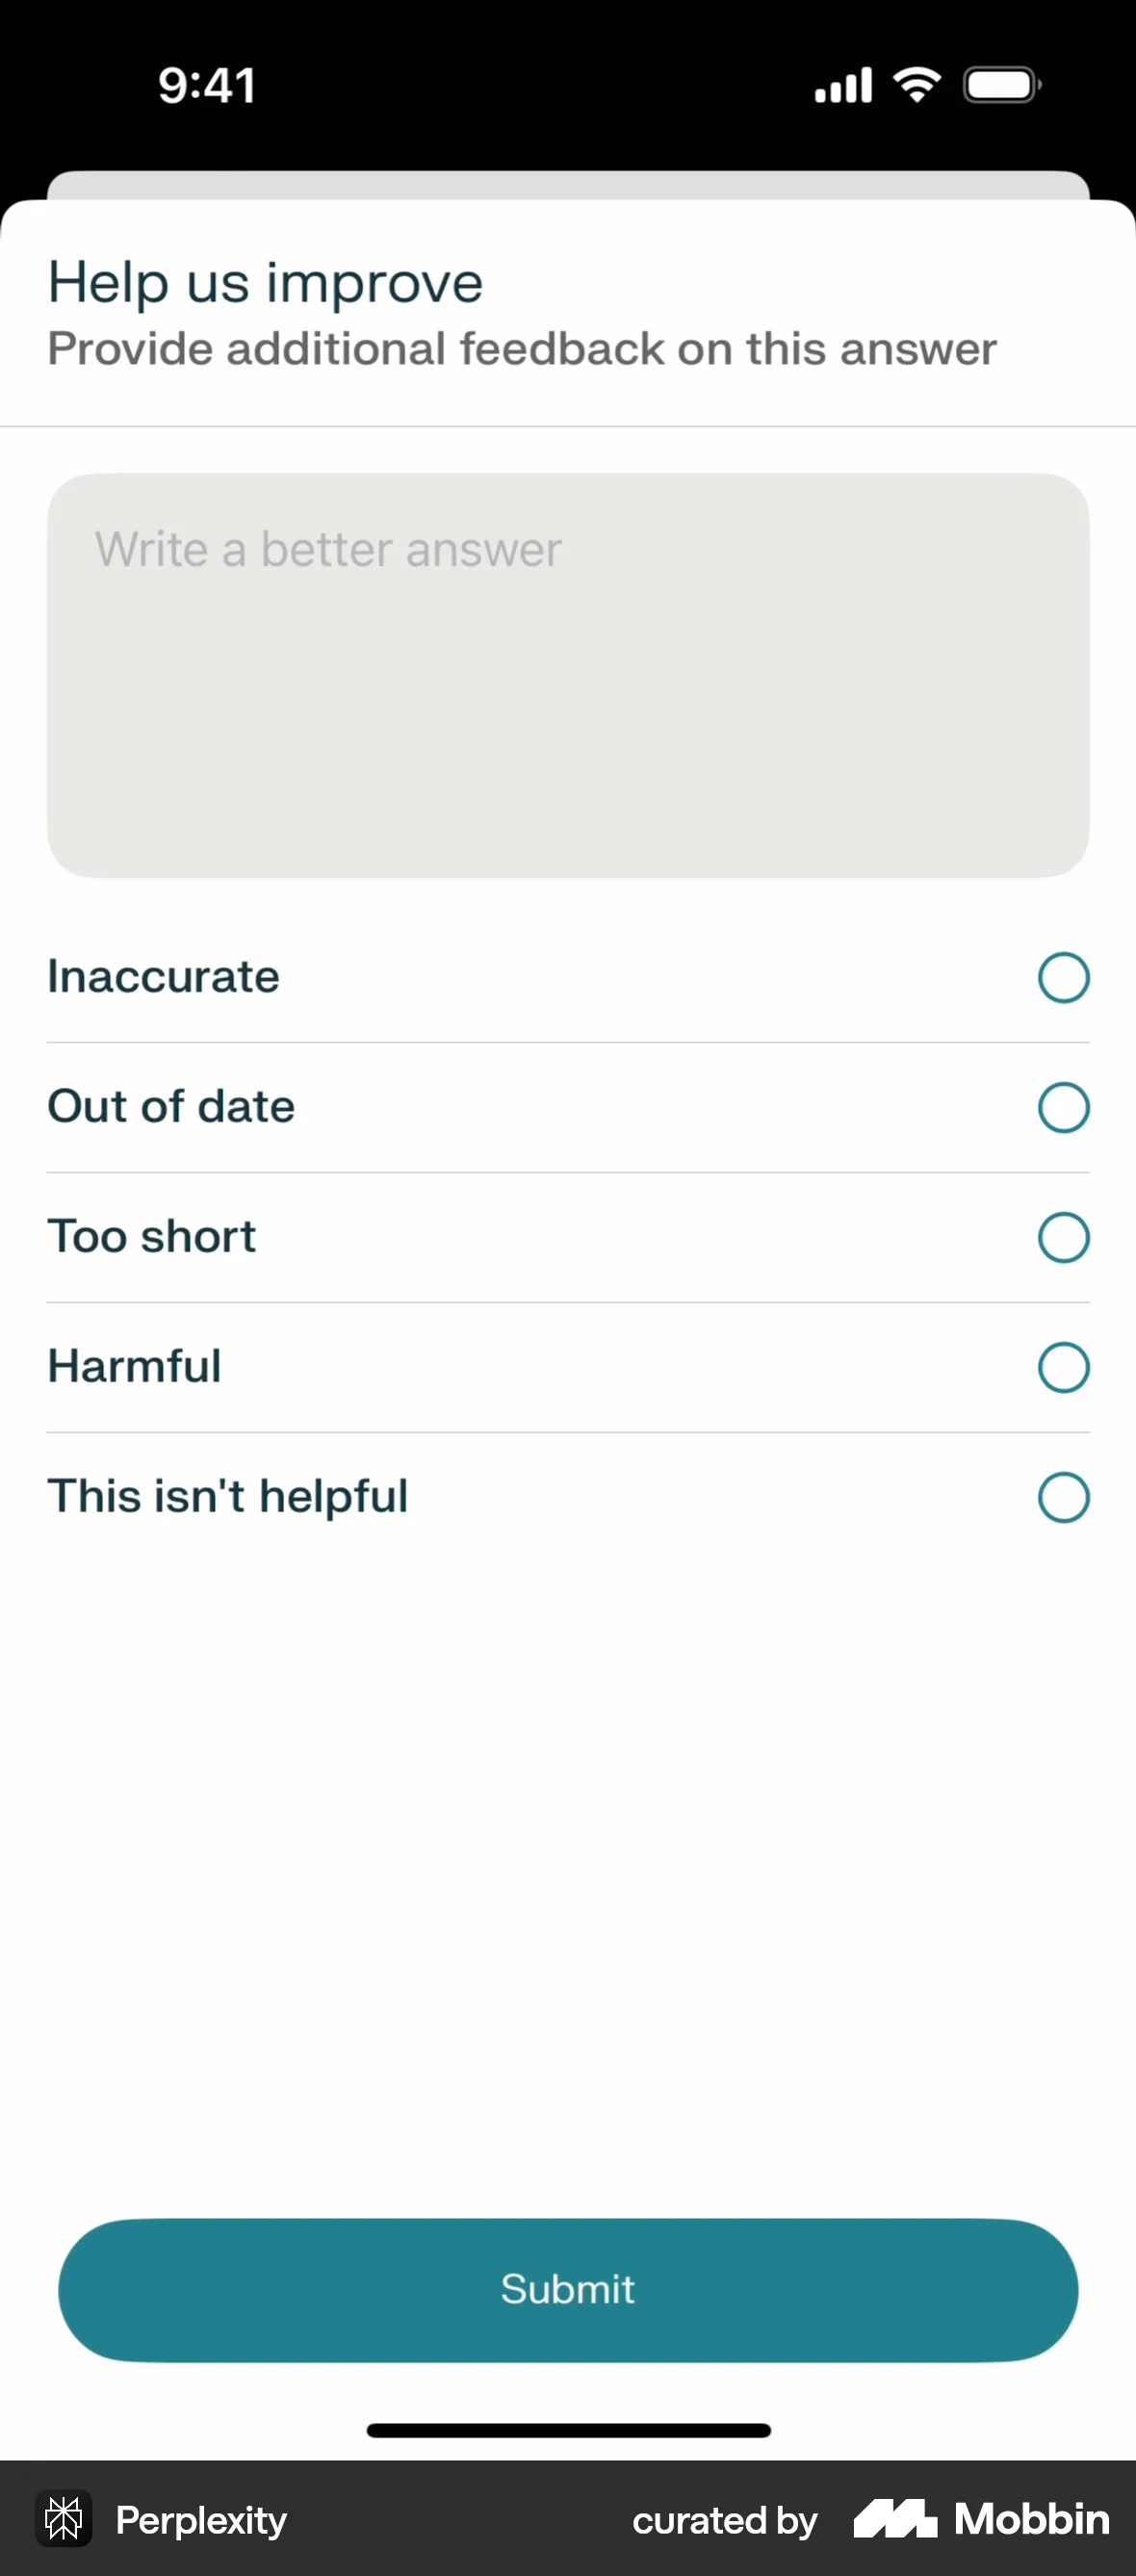 9:41
Help us improve
Provide additional feedback on this answer
Write a better answer
Inaccurate
Out of date
Too short
Harmful
This isn't helpful
Submit
Perplexity
curated by Mobbin